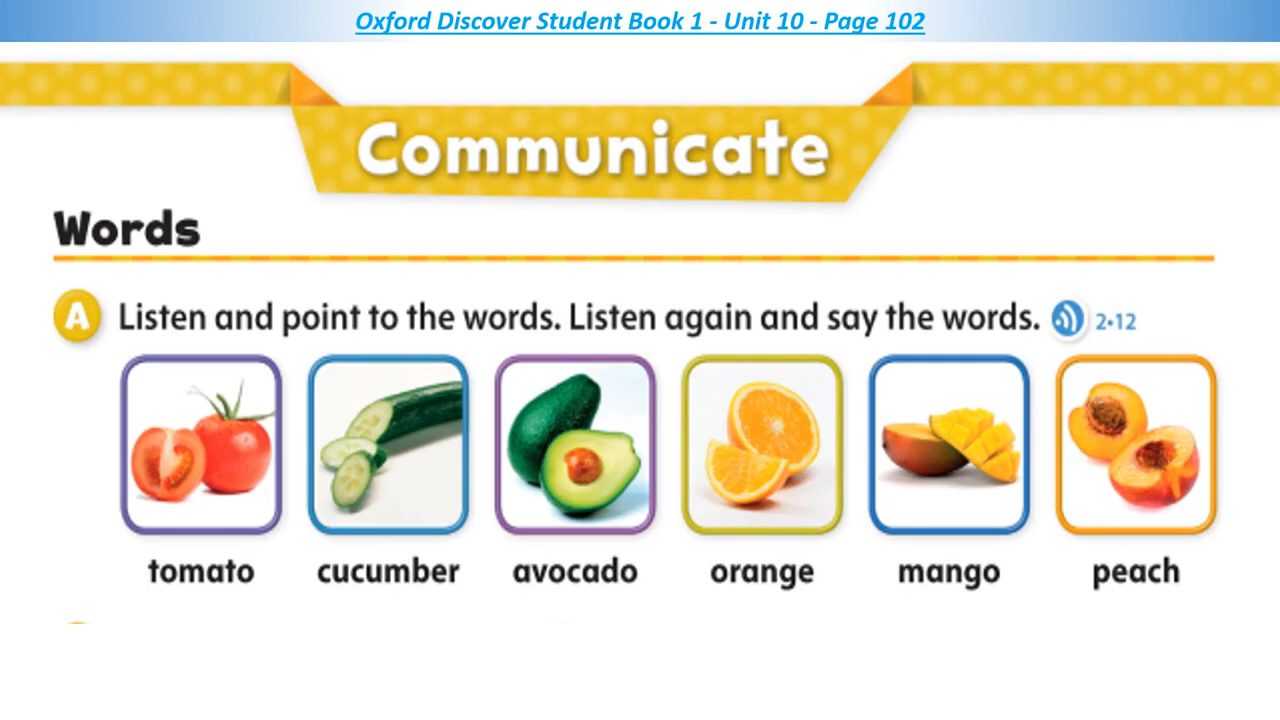 Oxford Discover Student Book 1 - Unit 10 - Page 102
Communicate
Words
A Listen and point to the words. Listen again and say the words. 2•12
tomato cucumber avocado orange mango peach